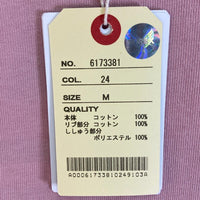 NO. 6173381
COL. 24
SIZE M
QUALITY
本体 コットン 100%
リブ部分 コットン 100%
ししゅう部分
ポリエステル 100%
A00061733810249103A